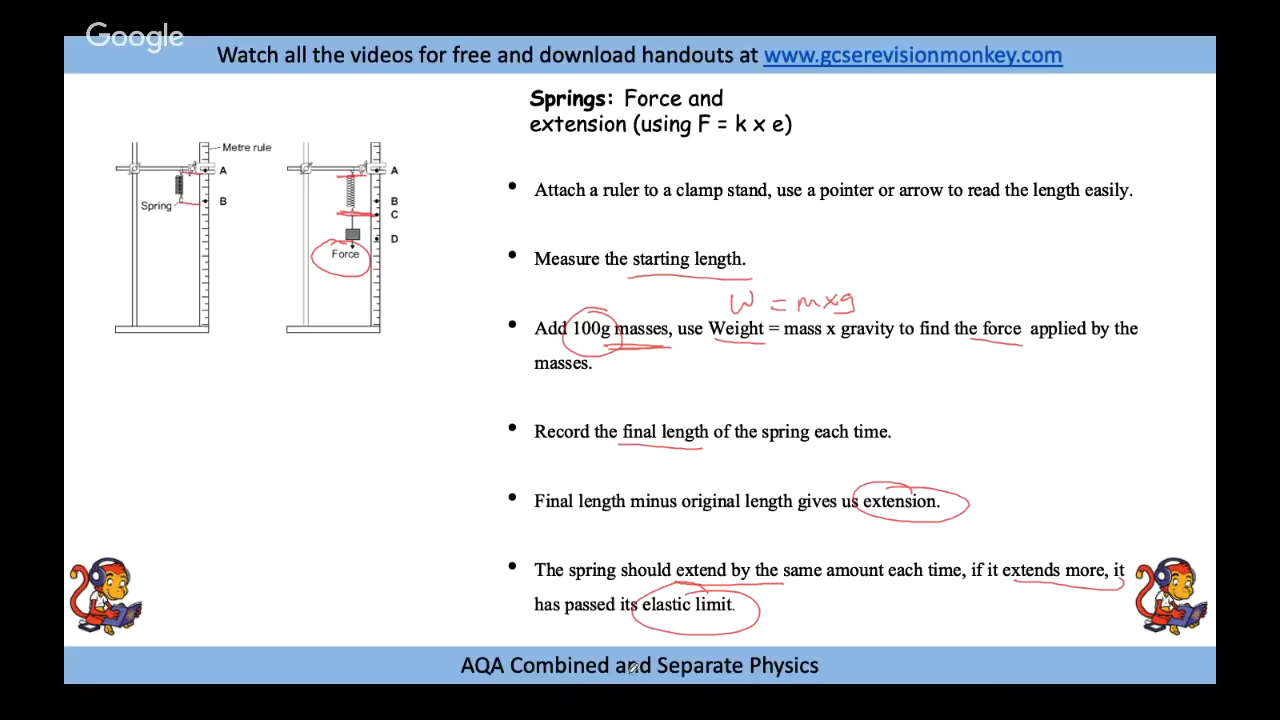 Google
Watch all the videos for free and download handouts at www.gcserevisionmonkey.com
Springs: Force and
extension (using F = k x e)
Metre rule
A
B
Spring
A
B
C
D
Force
• Attach a ruler to a clamp stand, use a pointer or arrow to read the length easily.
• Measure the starting length.
W = mxg
• Add 100g masses, use Weight = mass x gravity to find the force applied by the
masses.
• Record the final length of the spring each time.
• Final length minus original length gives us extension.
• The spring should extend by the same amount each time, if it extends more, it
has passed its elastic limit.
AQA Combined and Separate Physics